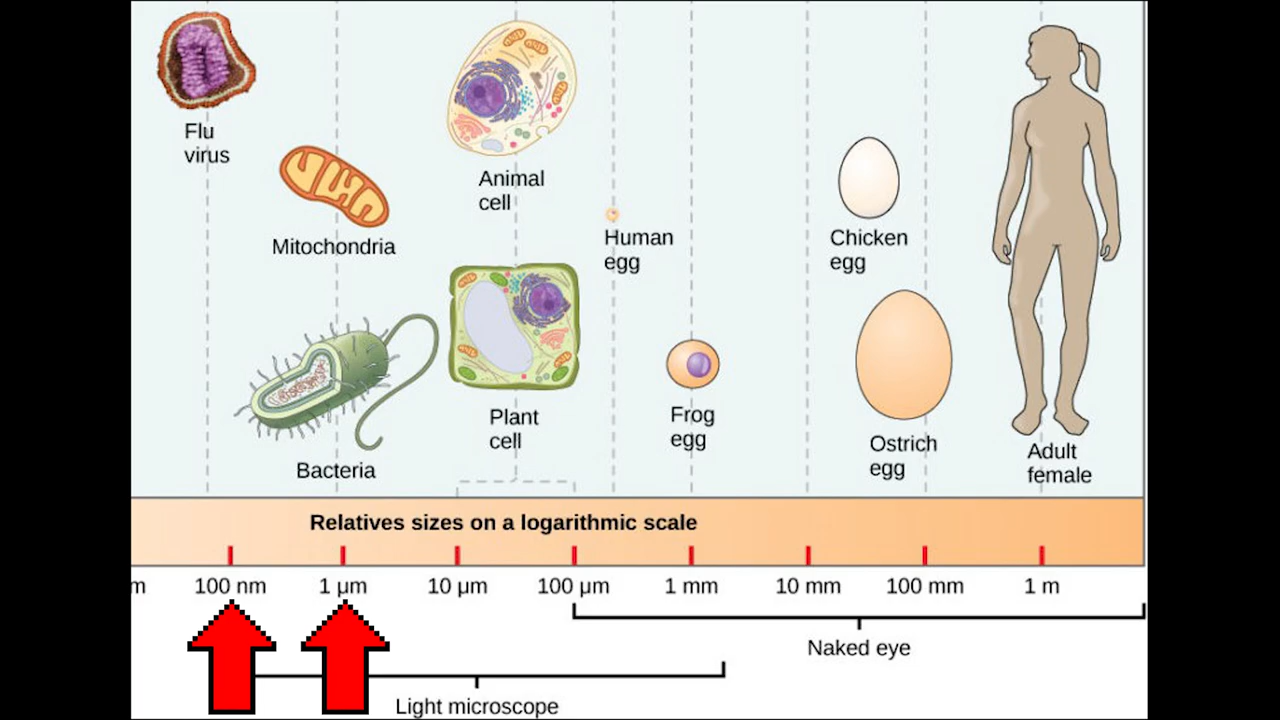 Flu
virus
Mitochondria
Bacteria
Animal
cell
Plant
cell
Human
egg
Frog
egg
Chicken
egg
Ostrich
egg
Adult
female
Relatives sizes on a logarithmic scale
m 100 nm 1 µm 10 µm 100 µm 1 mm 10 mm 100 mm 1 m
Naked eye
Light microscope